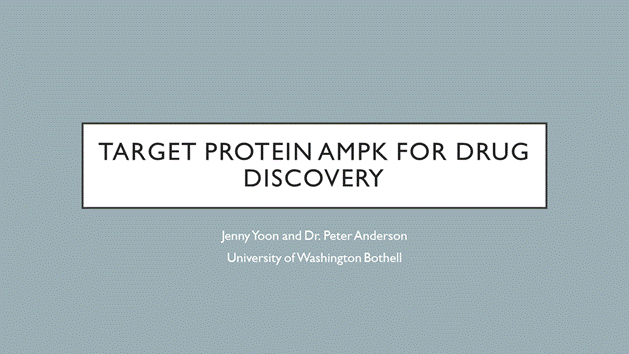 TARGET PROTEIN AMPK FOR DRUG
DISCOVERY
Jenny Yoon and Dr. Peter Anderson
University of Washington Bothell